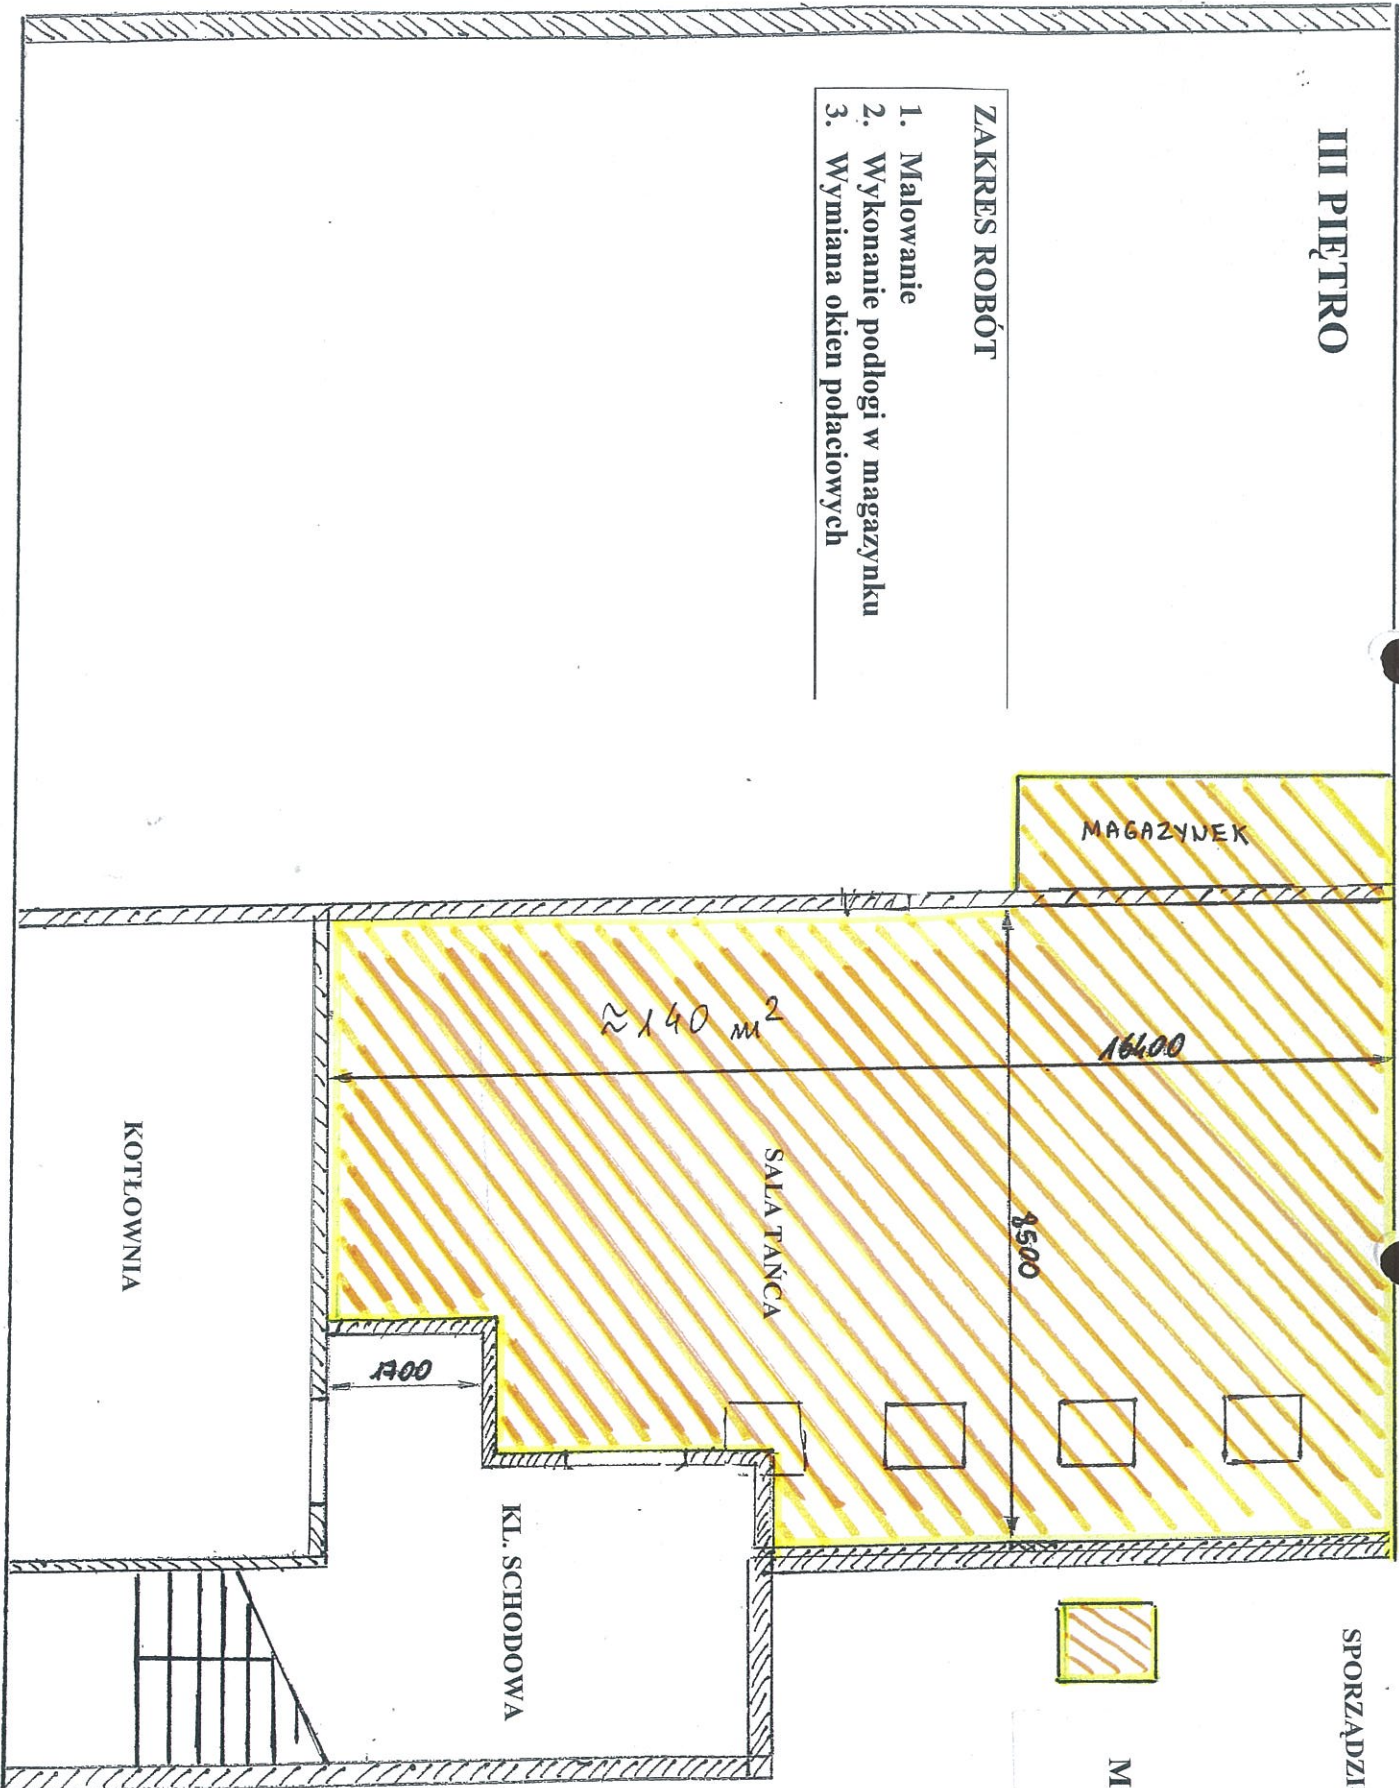 III PIĘTRO
ZAKRES ROBÓT
1. Malowanie
2. Wykonanie podłogi w magazynku
3. Wymiana okien połaciowych
MAGAZYNEK
16400
≈ 140 m²
8500
SALA TAŃCA
1700
KOTŁOWNIA
KL. SCHODOWA
SPORZĄDZI
M